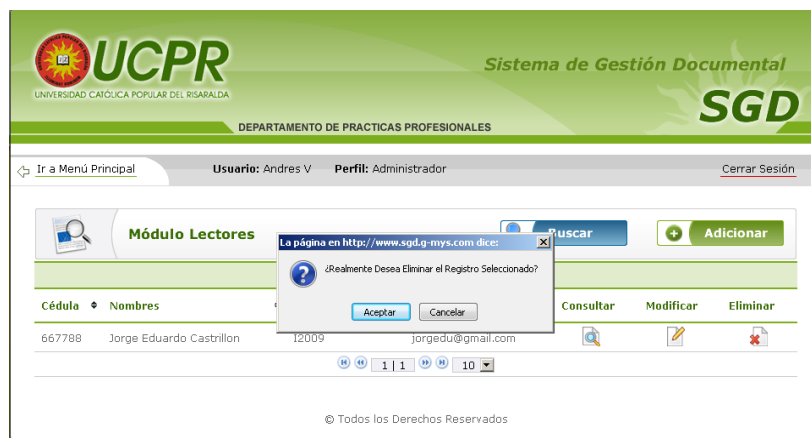 UCPR
UNIVERSIDAD CATÓLICA POPULAR DEL RISARALDA
Sistema de Gestión Documental
SGD
DEPARTAMENTO DE PRACTICAS PROFESIONALES
Ir a Menú Principal Usuario: Andres V Perfil: Administrador Cerrar Sesión
Módulo Lectores Buscar Adicionar
La página en http://www.sgd.g-mys.com dice:
¿Realmente Desea Eliminar el Registro Seleccionado?
Aceptar Cancelar
Cédula Nombres Consultar Modificar Eliminar
667788 Jorge Eduardo Castrillon I2009 jorgedu@gmail.com
1 | 1 10
© Todos los Derechos Reservados